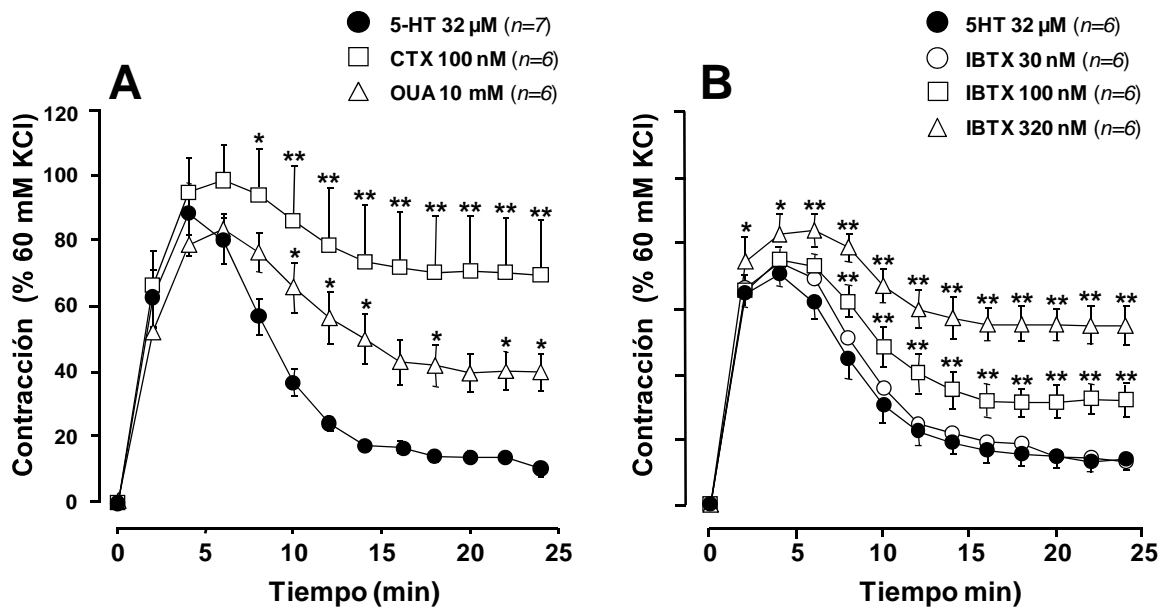 5-HT 32 µM (n=7)
CTX 100 nM (n=6)
OUA 10 mM (n=6)
A
Contracción (% 60 mM KCl)
120
100
80
60
40
20
0
* ** ** ** ** ** ** ** **
* * * * * *
0 5 10 15 20 25
Tiempo (min)
5HT 32 µM (n=6)
IBTX 30 nM (n=6)
IBTX 100 nM (n=6)
IBTX 320 nM (n=6)
B
Contracción (% 60 mM KCl)
* * ** ** ** ** ** ** ** ** ** **
** ** ** ** ** ** ** ** **
0 5 10 15 20 25
Tiempo min)